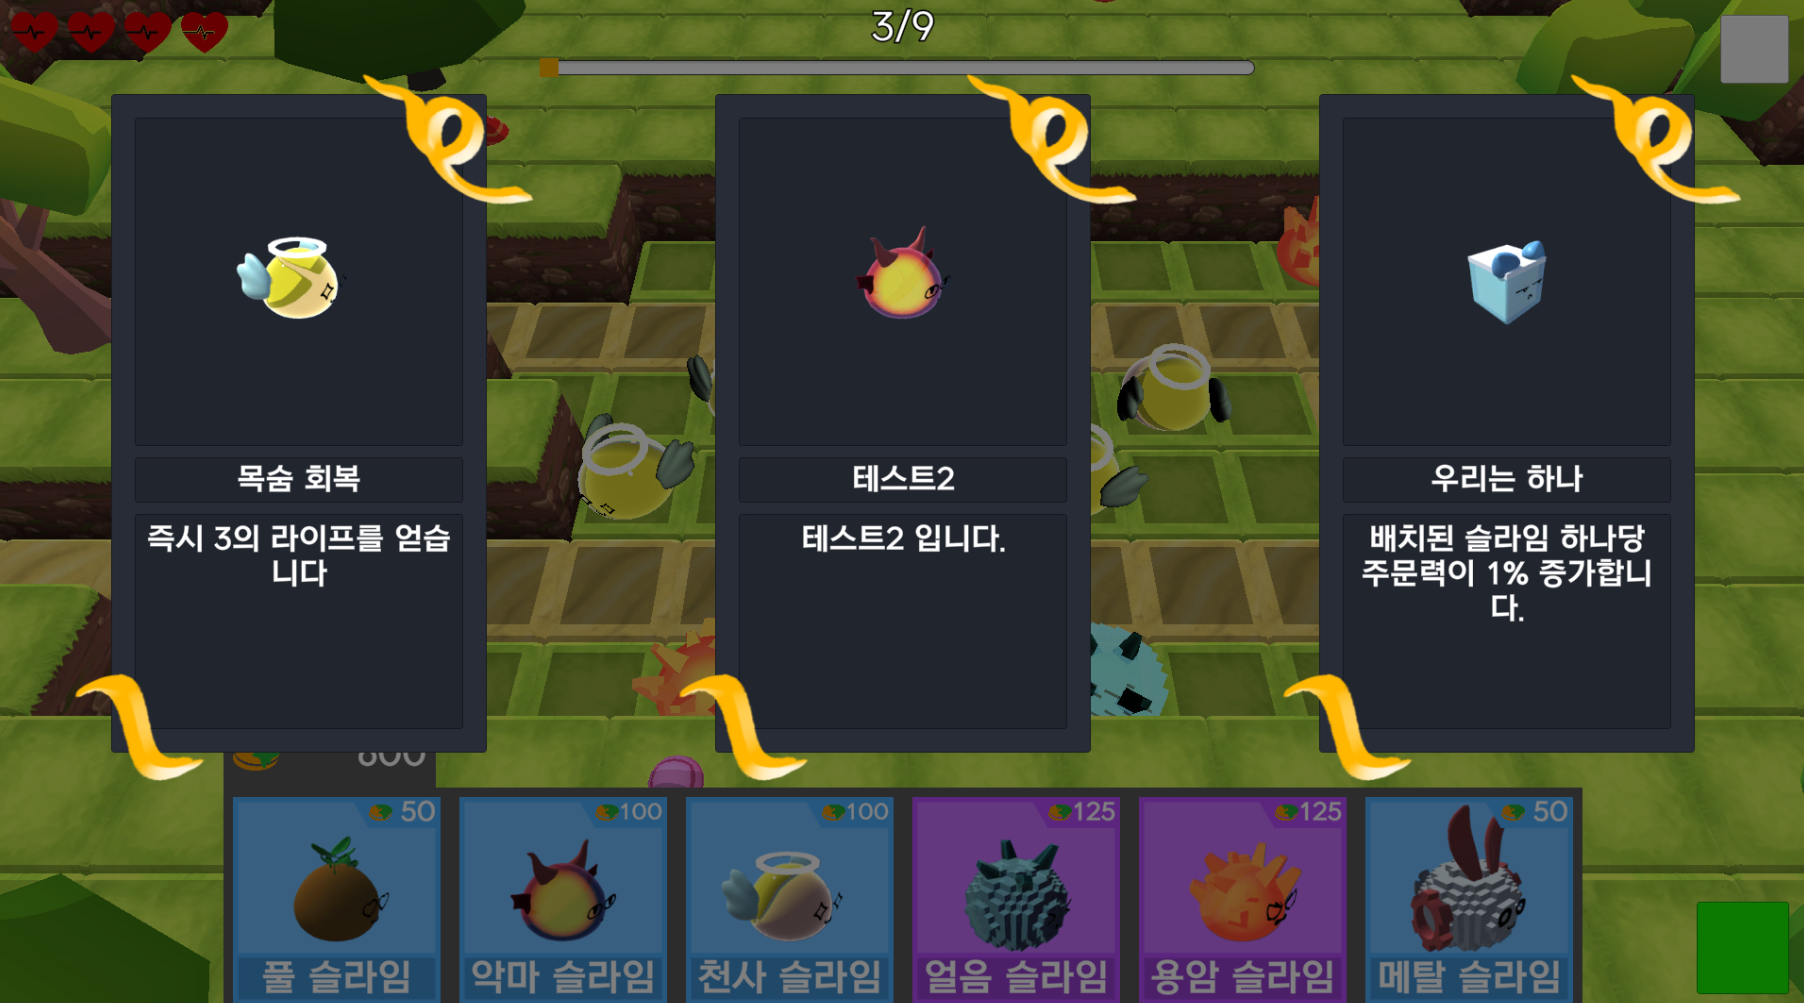 3/9
목숨 회복
즉시 3의 라이프를 얻습
니다
테스트2
테스트2 입니다.
우리는 하나
배치된 슬라임 하나당
주문력이 1% 증가합니
다.
50
100
100
125
125
50
풀 슬라임
악마 슬라임
천사 슬라임
얼음 슬라임
용암 슬라임
메탈 슬라임